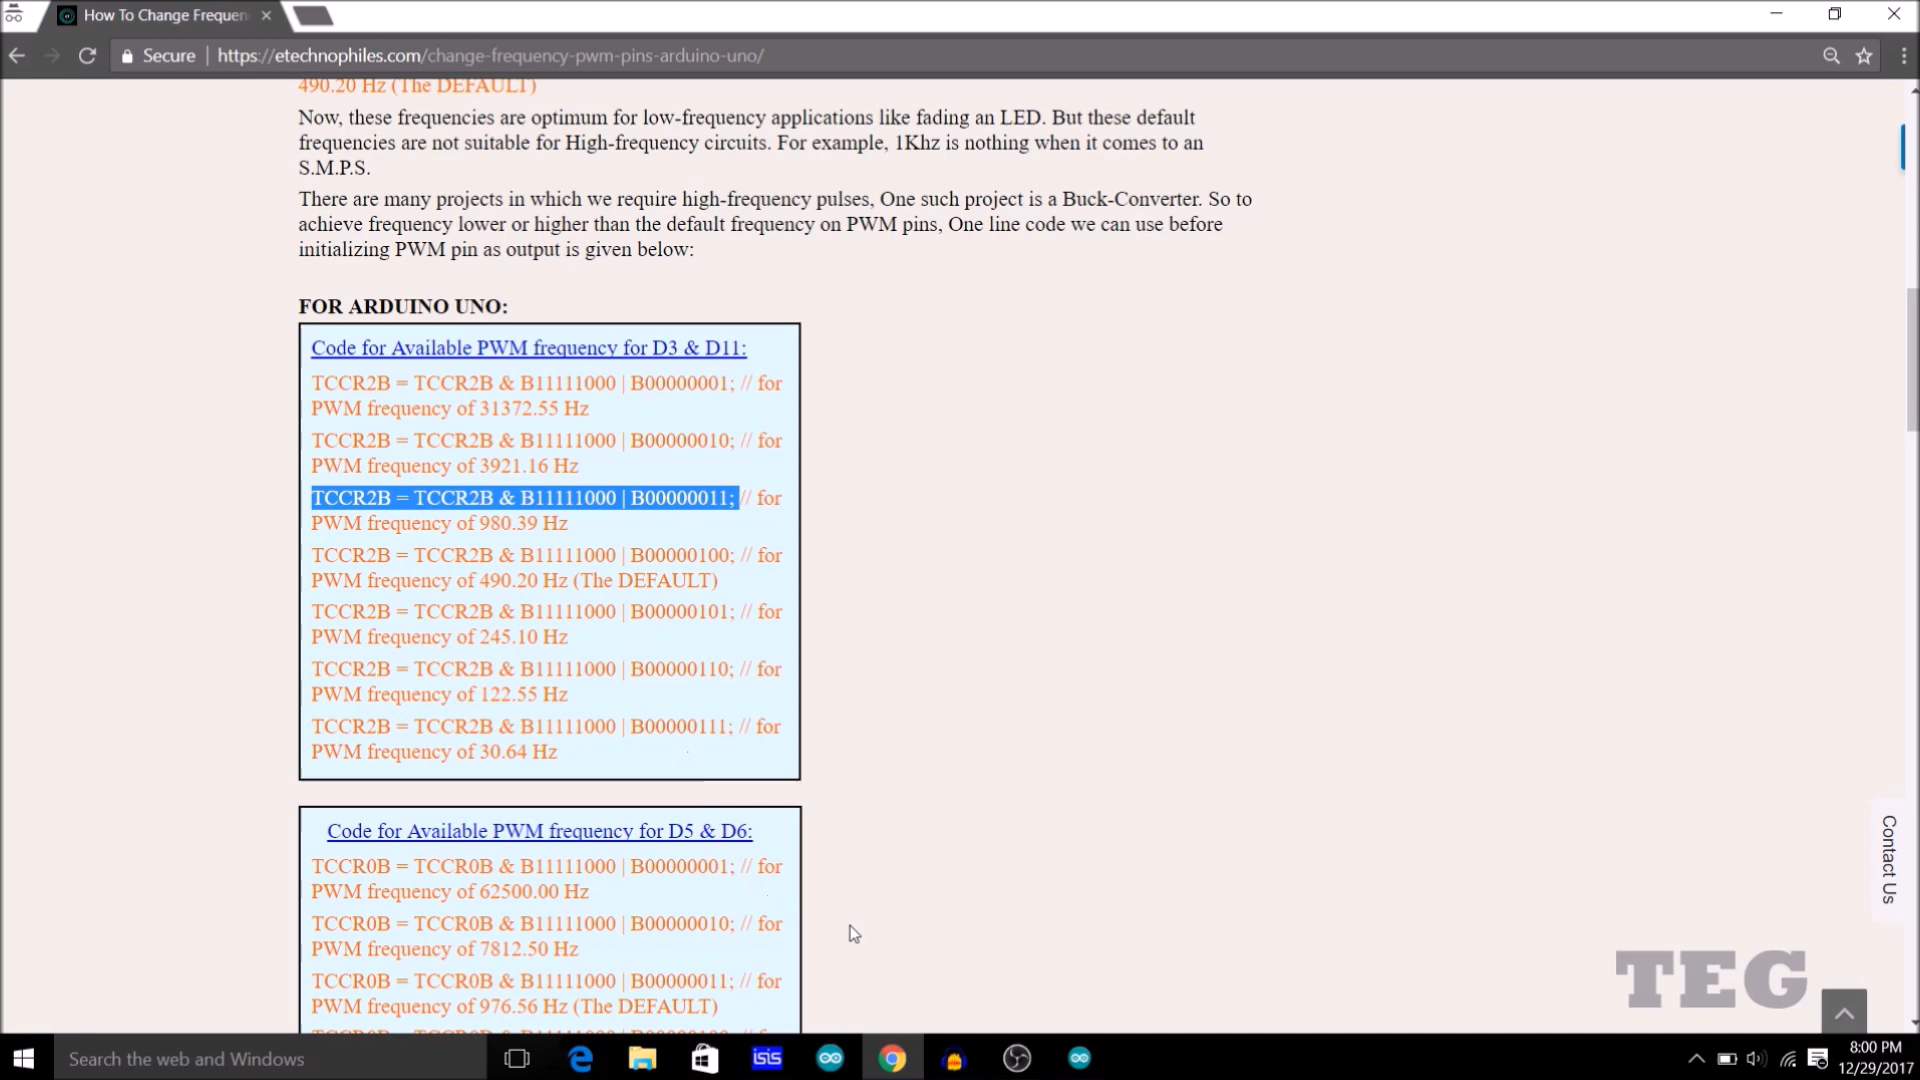 How To Change Frequen
Secure | https://etechnophiles.com/change-frequency-pwm-pins-arduino-uno/
490.20 Hz (The DEFAULT)
Now, these frequencies are optimum for low-frequency applications like fading an LED. But these default
frequencies are not suitable for High-frequency circuits. For example, 1Khz is nothing when it comes to an
S.M.P.S.
There are many projects in which we require high-frequency pulses, One such project is a Buck-Converter. So to
achieve frequency lower or higher than the default frequency on PWM pins, One line code we can use before
initializing PWM pin as output is given below:
FOR ARDUINO UNO:
Code for Available PWM frequency for D3 & D11:
TCCR2B = TCCR2B & B11111000 | B00000001; // for
PWM frequency of 31372.55 Hz
TCCR2B = TCCR2B & B11111000 | B00000010; // for
PWM frequency of 3921.16 Hz
TCCR2B = TCCR2B & B11111000 | B00000011; // for
PWM frequency of 980.39 Hz
TCCR2B = TCCR2B & B11111000 | B00000100; // for
PWM frequency of 490.20 Hz (The DEFAULT)
TCCR2B = TCCR2B & B11111000 | B00000101; // for
PWM frequency of 245.10 Hz
TCCR2B = TCCR2B & B11111000 | B00000110; // for
PWM frequency of 122.55 Hz
TCCR2B = TCCR2B & B11111000 | B00000111; // for
PWM frequency of 30.64 Hz
Code for Available PWM frequency for D5 & D6:
TCCR0B = TCCR0B & B11111000 | B00000001; // for
PWM frequency of 62500.00 Hz
TCCR0B = TCCR0B & B11111000 | B00000010; // for
PWM frequency of 7812.50 Hz
TCCR0B = TCCR0B & B11111000 | B00000011; // for
PWM frequency of 976.56 Hz (The DEFAULT)
Contact Us
TEG
Search the web and Windows
isis
8:00 PM
12/29/2017